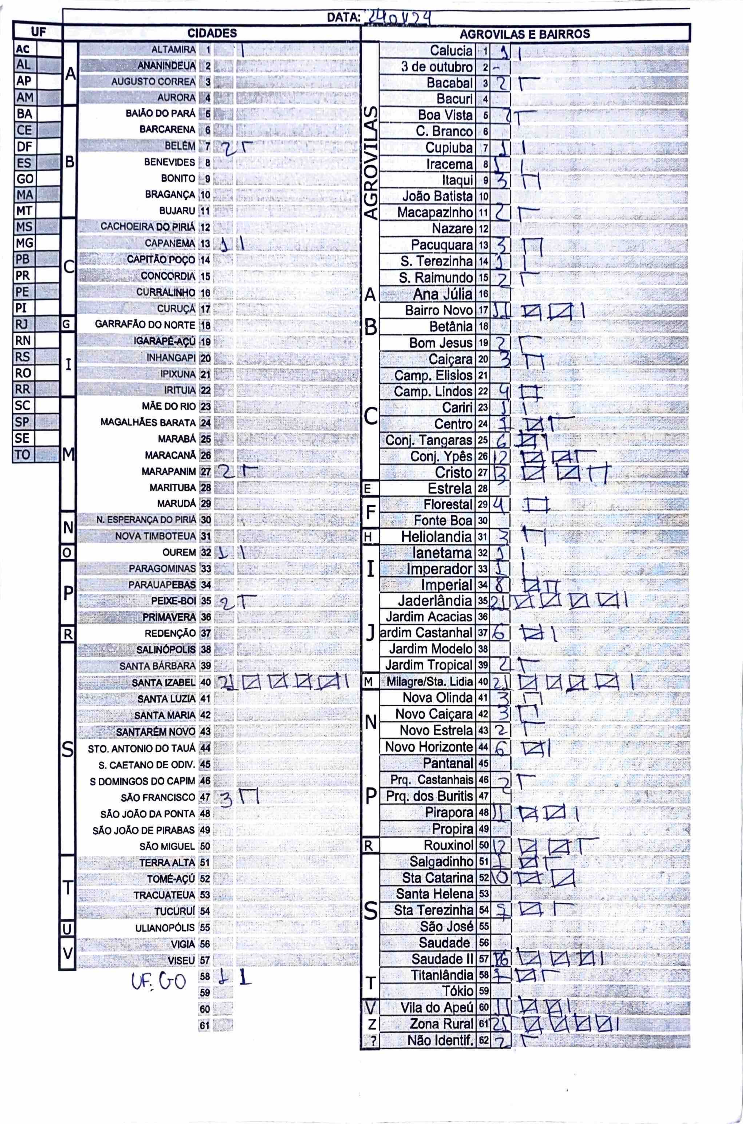 DATA: 240424
UF CIDADES AGROVILAS E BAIRROS
AC
AL
AP
AM
BA
CE
DF
ES
GO
MA
MT
MS
MG
PB
PR
PE
PI
RJ
RN
RS
RO
RR
SC
SP
SE
TO
A
ALTAMIRA 1 1
ANANINDEUA 2
AUGUSTO CORREA 3
AURORA 4
B
BAIÃO DO PARÁ 5
BARCARENA 6
BELÉM 7 2
BENEVIDES 8
BONITO 9
BRAGANÇA 10
BUJARU 11
C
CACHOEIRA DO PIRIÁ 12
CAPANEMA 13 1
CAPITÃO POÇO 14
CONCORDIA 15
CURRALINHO 16
CURUÇA 17
G
GARRAFÃO DO NORTE 18
I
IGARAPÉ-AÇÚ 19
INHANGAPI 20
IPIXUNA 21
IRITUIA 22
M
MÃE DO RIO 23
MAGALHÃES BARATA 24
MARABÁ 25
MARACANÃ 26
MARAPANIM 27 2
MARITUBA 28
MARUDÁ 29
N
N. ESPERANÇA DO PIRIÁ 30
NOVA TIMBOTEUA 31
O
OUREM 32 1
P
PARAGOMINAS 33
PARAUAPEBAS 34
PEIXE-BOI 35 2
PRIMAVERA 36
R
REDENÇÃO 37
S
SALINÓPOLIS 38
SANTA BÁRBARA 39
SANTA IZABEL 40 21
SANTA LUZIA 41
SANTA MARIA 42
SANTARÉM NOVO 43
STO. ANTONIO DO TAUÁ 44
S. CAETANO DE ODIV. 45
S DOMINGOS DO CAPIM 46
SÃO FRANCISCO 47 3
SÃO JOÃO DA PONTA 48
SÃO JOÃO DE PIRABAS 49
SÃO MIGUEL 50
T
TERRA ALTA 51
TOMÉ-AÇÚ 52
TRACUATEUA 53
TUCURUÍ 54
U
ULIANOPÓLIS 55
V
VIGIA 56
VISEU 57
UF: GO 58 1
59
60
61
AGROVILAS
Calucia 1 1
3 de outubro 2 -
Bacabal 3 2
Bacuri 4
Boa Vista 5 2
C. Branco 6
Cupiuba 7 1
Iracema 8 1
Itaqui 9 3
João Batista 10
Macapazinho 11 2
Nazare 12
Pacuquara 13 3
S. Terezinha 14 1
S. Raimundo 15 2
A
Ana Júlia 16
B
Bairro Novo 17 11
Betânia 18
Bom Jesus 19 2
C
Caiçara 20 3
Camp. Elisios 21
Camp. Lindos 22 4
Cariri 23 1
Centro 24
Conj. Tangaras 25 6
Conj. Ypês 26 12
Cristo 27 13
E
Estrela 28
F
Florestal 29 4
Fonte Boa 30
H
Heliolandia 31 3
I
Ianetama 32 1
Imperador 33 1
Imperial 34 8
J
Jaderlândia 35 21
Jardim Acacias 36
Jardim Castanhal 37 6
Jardim Modelo 38
Jardim Tropical 39 2
M
Milagre/Sta. Lidia 40 21
N
Nova Olinda 41 3
Novo Caiçara 42 3
Novo Estrela 43 2
Novo Horizonte 44 6
P
Pantanal 45
Prq. Castanhais 46 2
Prq. dos Buritis 47
Pirapora 48 11
Propira 49
R
Rouxinol 50 12
S
Salgadinho 51
Sta Catarina 52 10
Santa Helena 53
Sta Terezinha 54
São José 55
Saudade 56
Saudade II 57 16
T
Titanlândia 58
Tókio 59
V
Vila do Apeú 60 11
Z
Zona Rural 61 21
?
Não Identif. 62 2